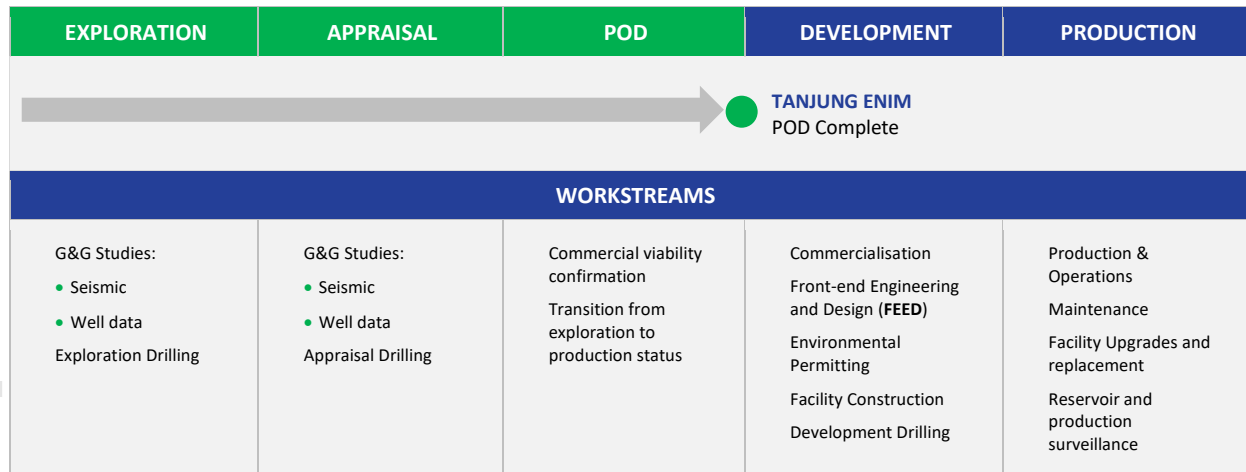 EXPLORATION
APPRAISAL
POD
DEVELOPMENT
PRODUCTION
TANJUNG ENIM
POD Complete
WORKSTREAMS
G&G Studies:
• Seismic
• Well data
Exploration Drilling
G&G Studies:
• Seismic
• Well data
Appraisal Drilling
Commercial viability
confirmation
Transition from
exploration to
production status
Commercialisation
Front-end Engineering
and Design (FEED)
Environmental
Permitting
Facility Construction
Development Drilling
Production &
Operations
Maintenance
Facility Upgrades and
replacement
Reservoir and
production
surveillance